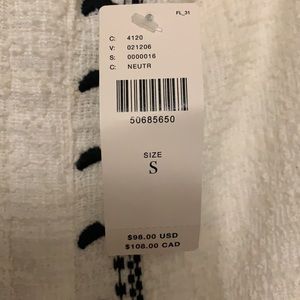 FL_31
C: 4120
V: 021206
S: 0000016
C: NEUTR
50685650
SIZE
S
$98.00 USD
$108.00 CAD